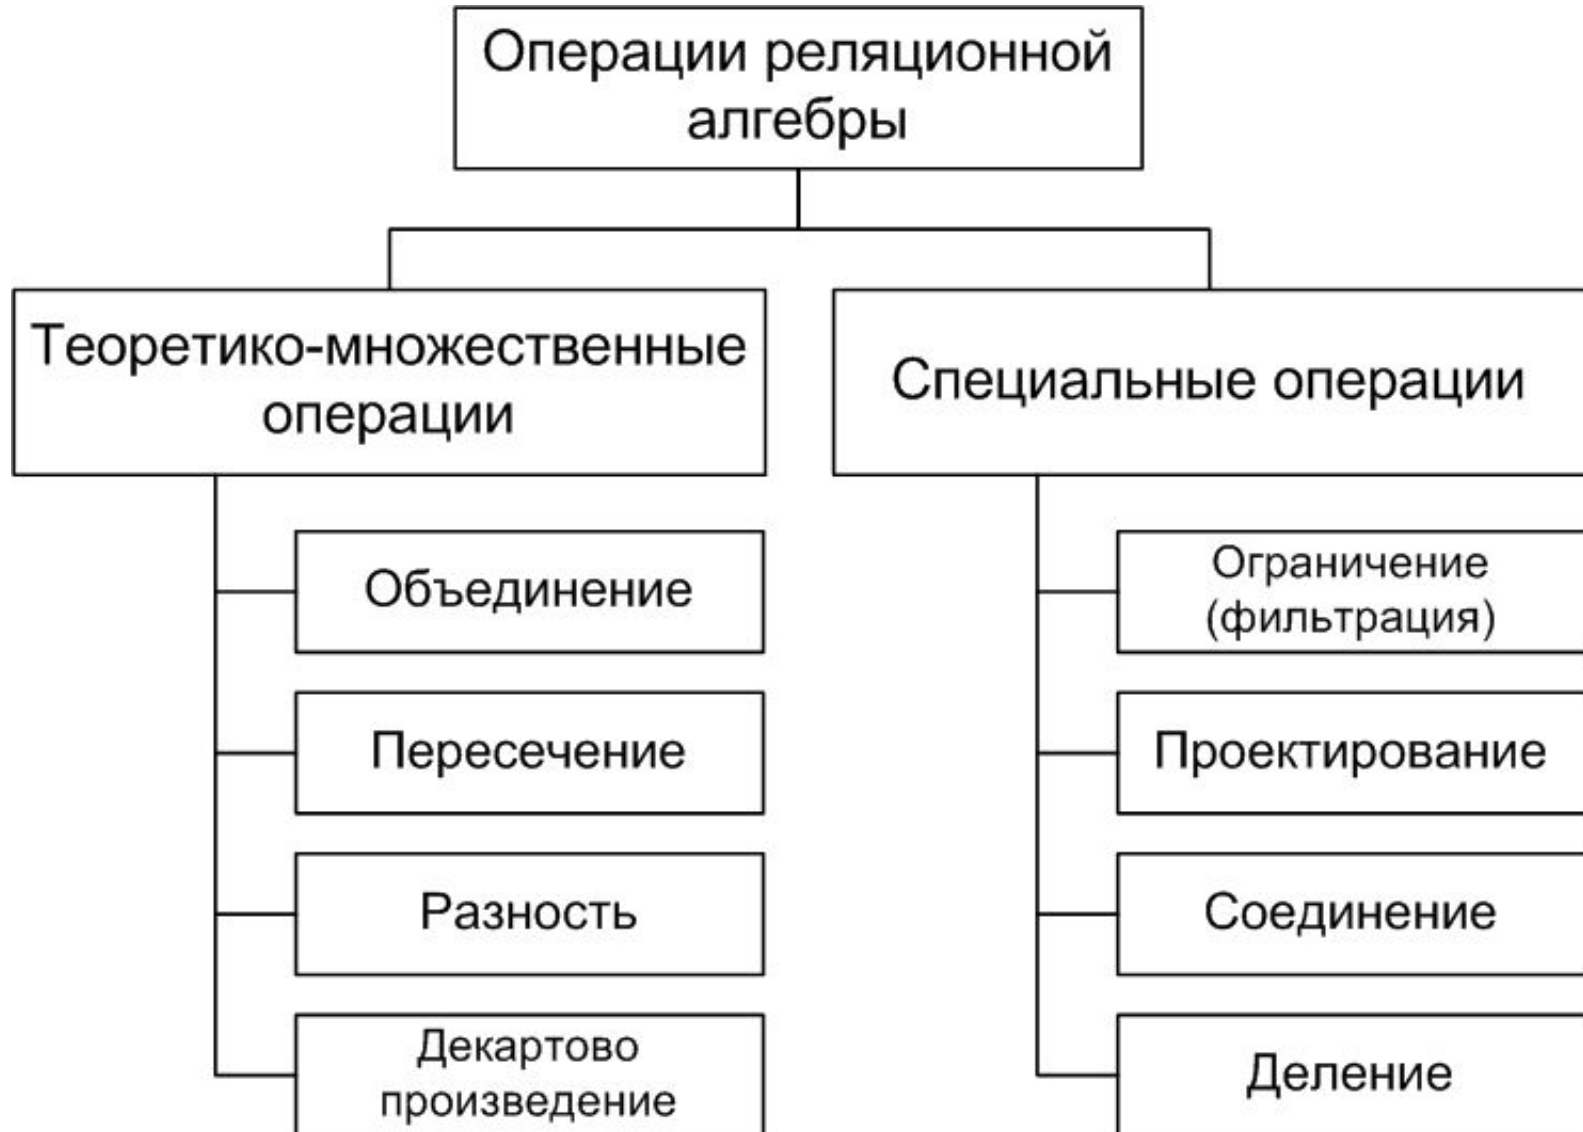 Операции реляционной
алгебры
Теоретико-множественные
операции
Объединение
Пересечение
Разность
Декартово
произведение
Специальные операции
Ограничение
(фильтрация)
Проектирование
Соединение
Деление